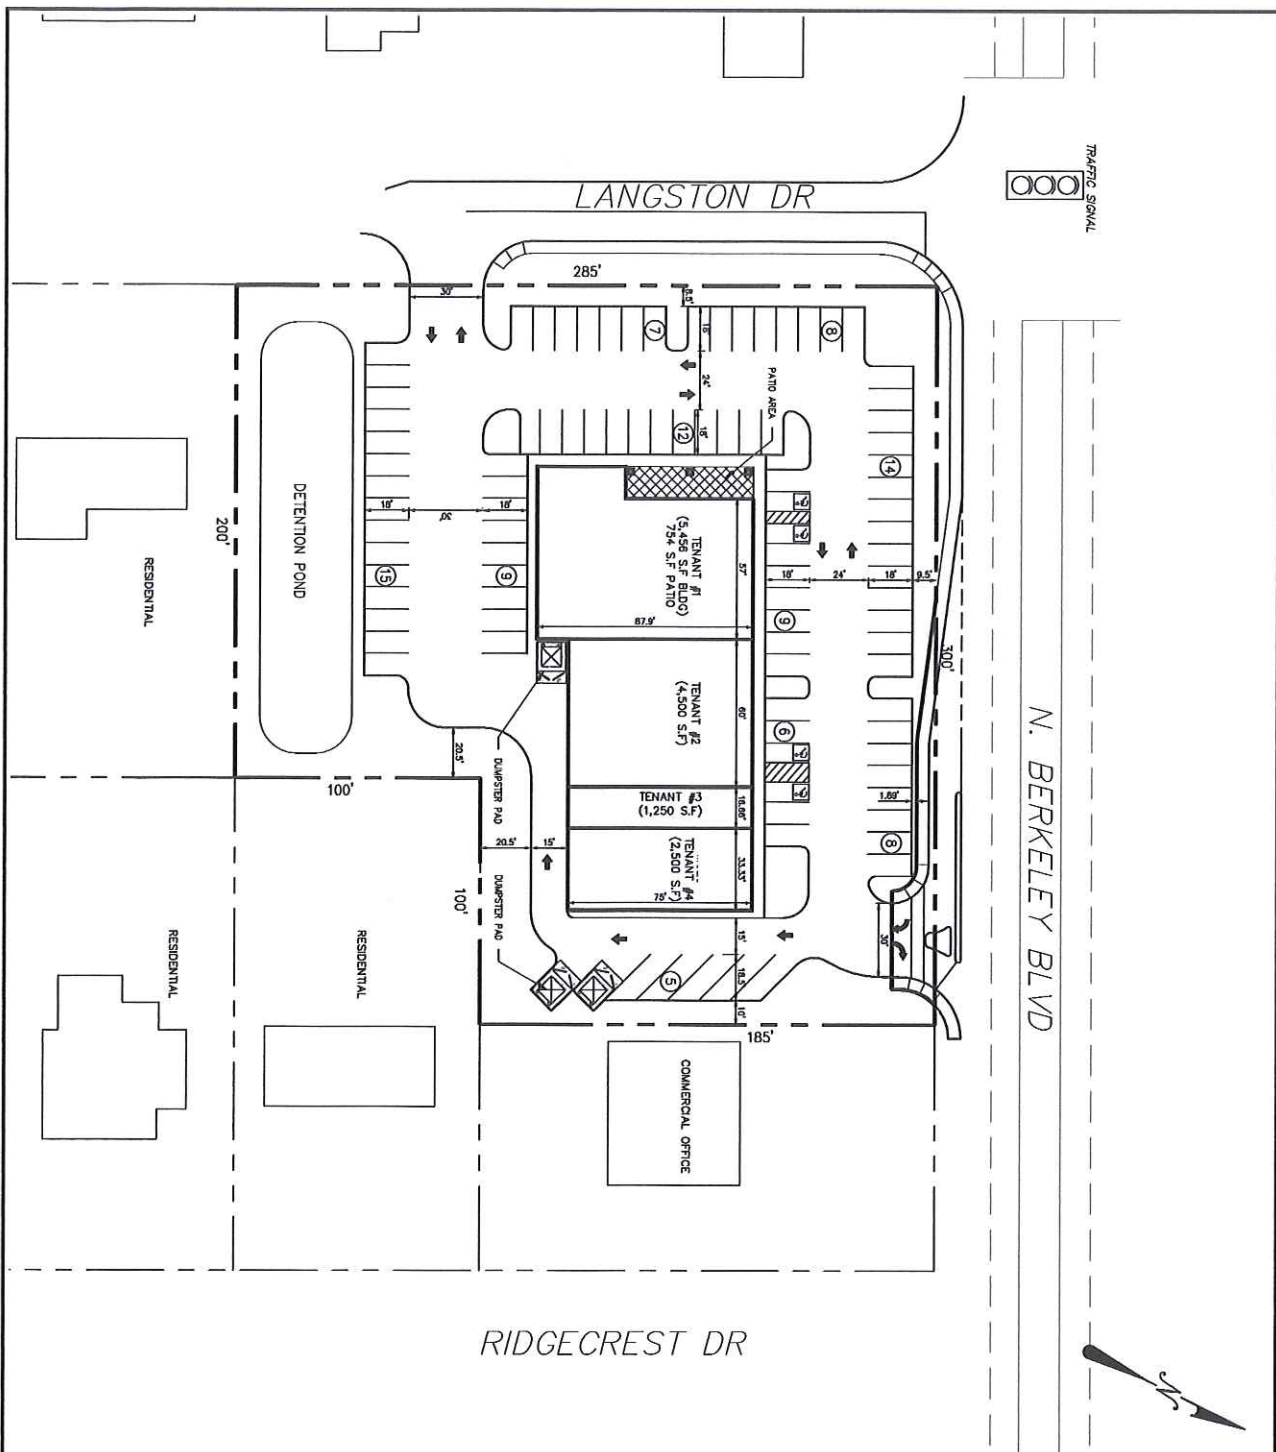 TRAFFIC SIGNAL
LANGSTON DR
285'
30'
8.5'
7
8
18'
24'
PATIO AREA
18'
12
14
18'
30'
18'
15
9
DETENTION POND
200'
RESIDENTIAL
TENANT #1
(5,456 S.F BLDG)
754 S.F PATIO
57'
87.9'
18'
24'
18'
9.5'
9
300'
N. BERKELEY BLVD
TENANT #2
(4,500 S.F)
60'
6
TENANT #3
(1,250 S.F)
16.66'
1.69'
8
TENANT #4
(2,500 S.F)
33.33'
75'
DUMPSTER PAD
20.5'
100'
20.5'
15'
100'
DUMPSTER PAD
30'
15'
18.5'
5
10'
185'
RESIDENTIAL
RESIDENTIAL
COMMERCIAL OFFICE
RIDGECREST DR
N